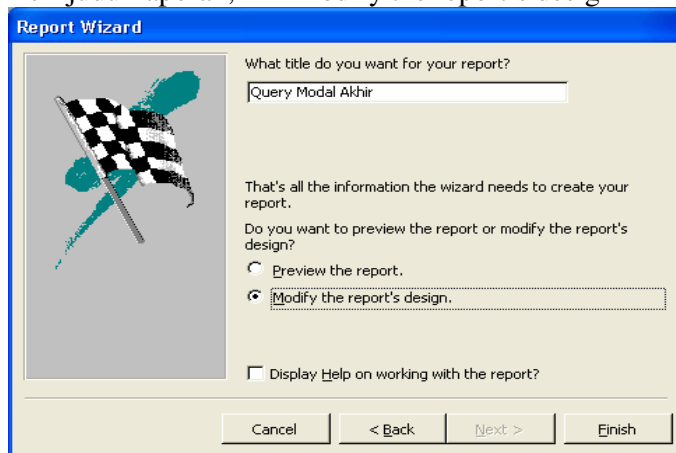 Report Wizard
What title do you want for your report?
Query Modal Akhir
That's all the information the wizard needs to create your
report.
Do you want to preview the report or modify the report's
design?
Preview the report.
Modify the report's design.
Display Help on working with the report?
Cancel
< Back
Next >
Finish